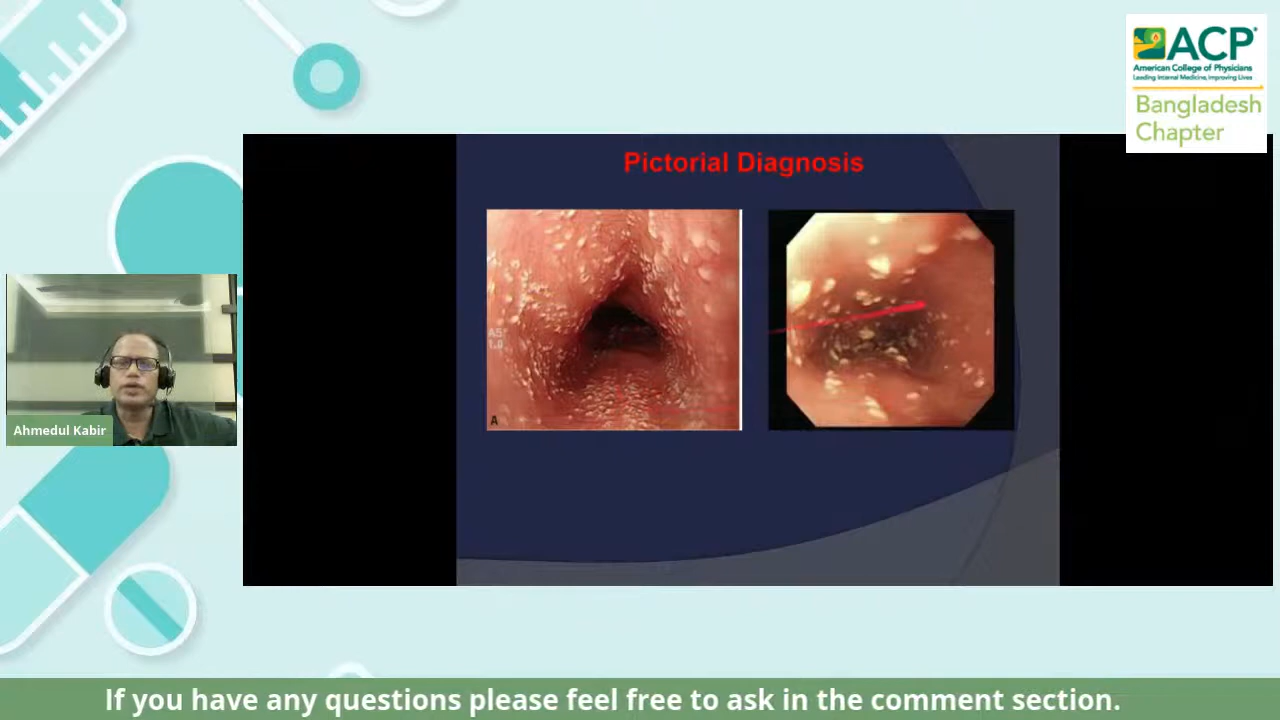 ACP
American College of Physicians
Leading Internal Medicine, Improving Lives
Bangladesh
Chapter
Pictorial Diagnosis
A
Ahmedul Kabir
If you have any questions please feel free to ask in the comment section.